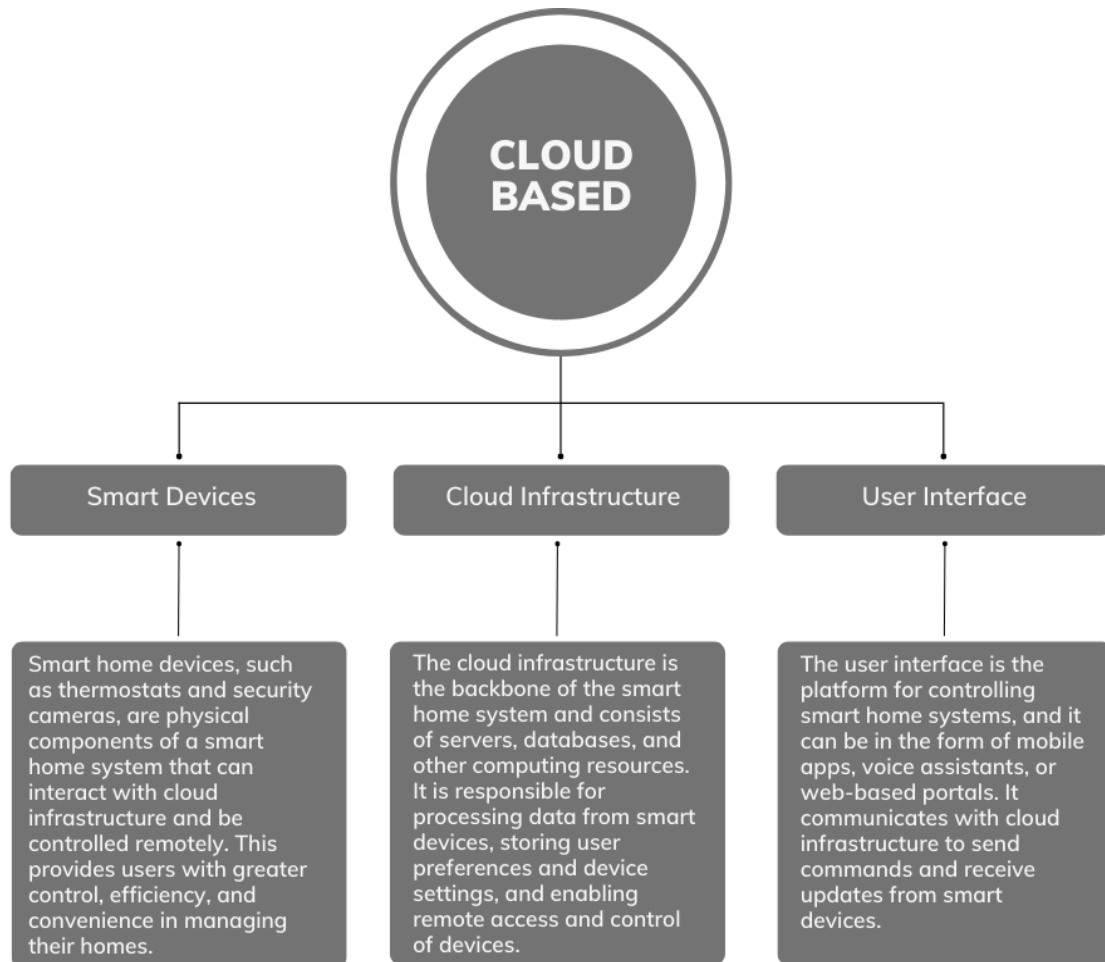 CLOUD
BASED
Smart Devices
Cloud Infrastructure
User Interface
Smart home devices, such
as thermostats and security
cameras, are physical
components of a smart
home system that can
interact with cloud
infrastructure and be
controlled remotely. This
provides users with greater
control, efficiency, and
convenience in managing
their homes.
The cloud infrastructure is
the backbone of the smart
home system and consists
of servers, databases, and
other computing resources.
It is responsible for
processing data from smart
devices, storing user
preferences and device
settings, and enabling
remote access and control
of devices.
The user interface is the
platform for controlling
smart home systems, and it
can be in the form of mobile
apps, voice assistants, or
web-based portals. It
communicates with cloud
infrastructure to send
commands and receive
updates from smart
devices.